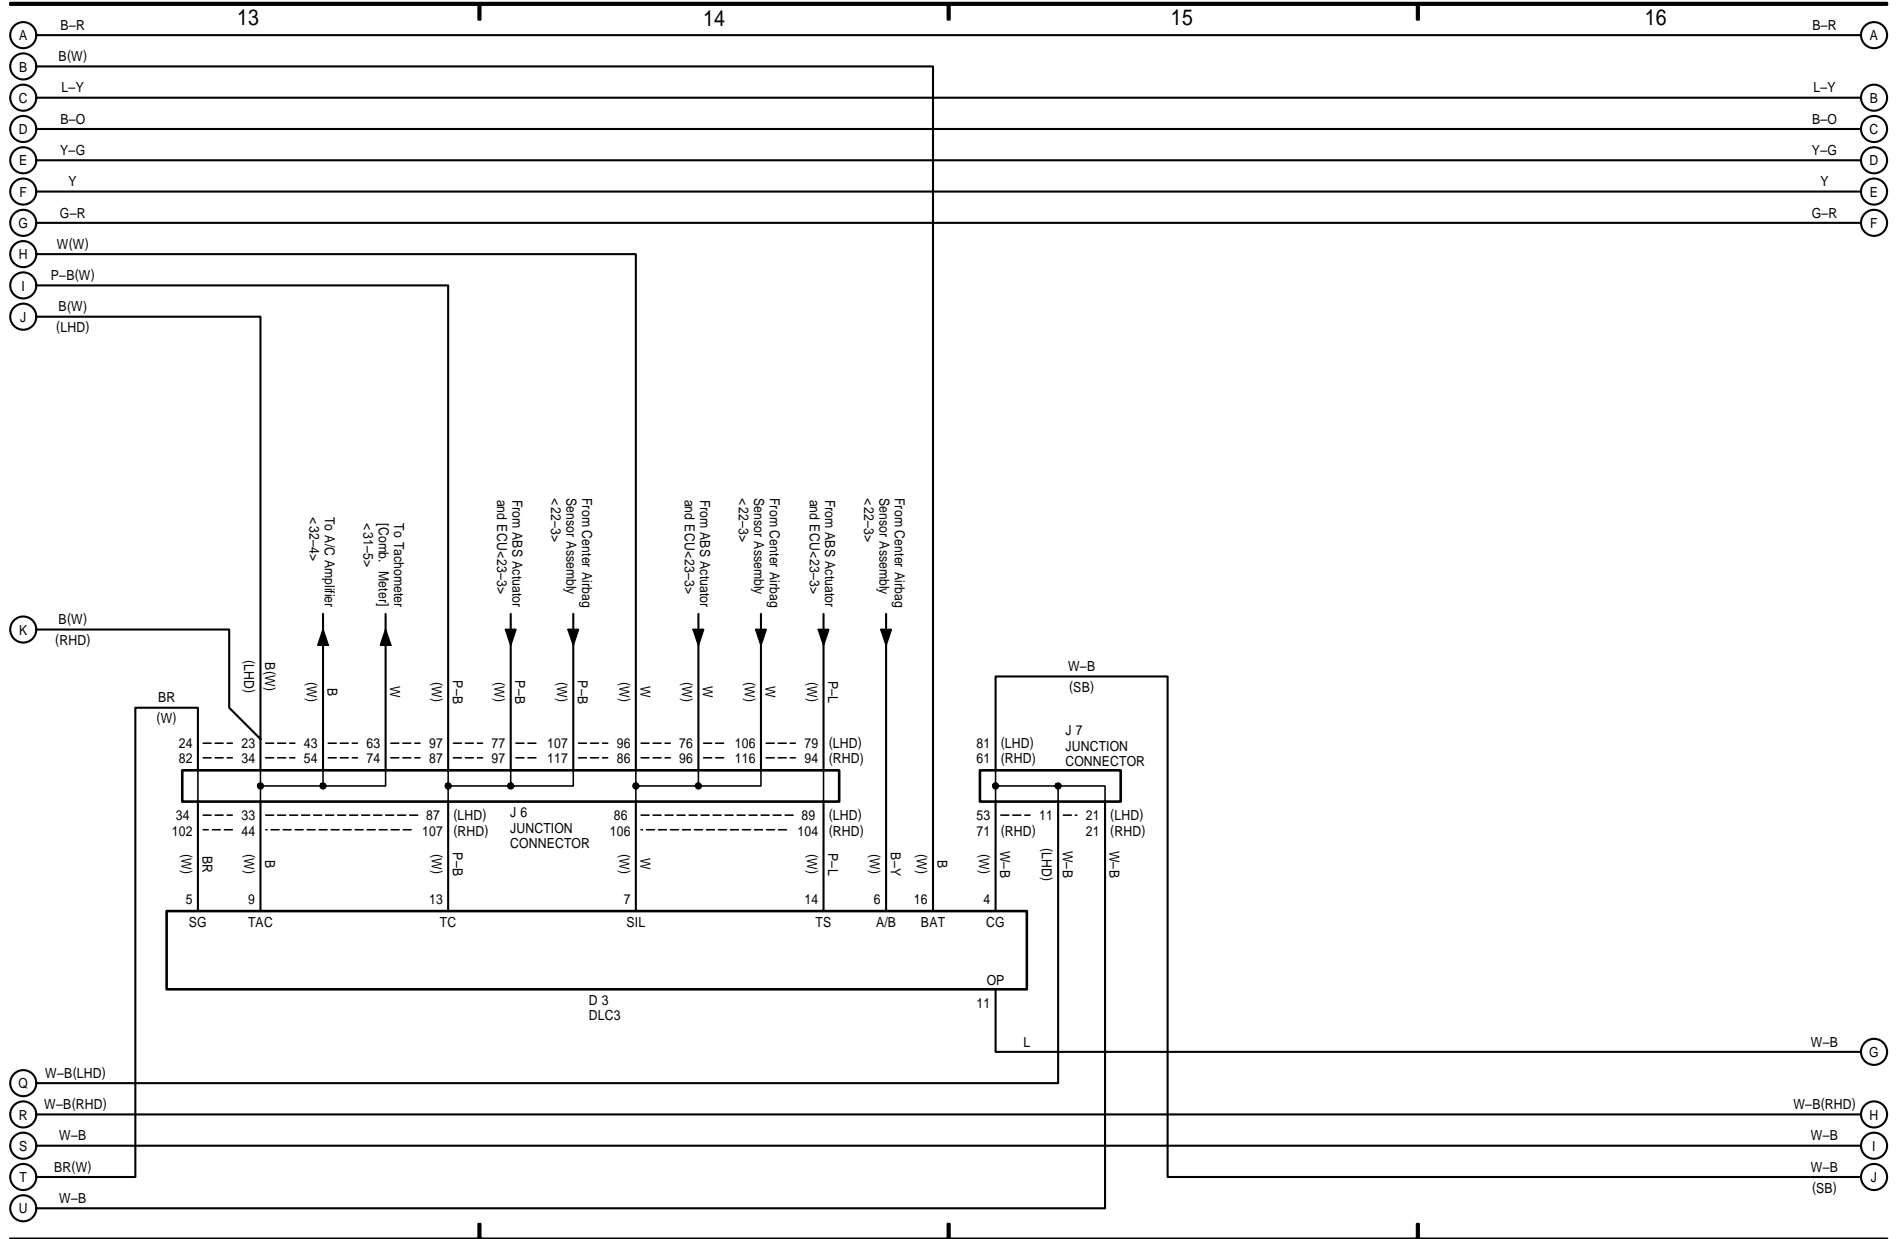 13 14 15 16
A B–R B–R A
B B(W)
C L–Y L–Y B
D B–O B–O C
E Y–G Y–G D
F Y Y E
G G–R G–R F
H W(W)
I P–B(W)
J B(W)
(LHD)
To A/C Amplifier
<32–4>
To Tachometer
[Comb. Meter]
<31–5>
From ABS Actuator
and ECU<23–3>
From Center Airbag
Sensor Assembly
<22–3>
From ABS Actuator
and ECU<23–3>
From Center Airbag
Sensor Assembly
<22–3>
From ABS Actuator
and ECU<23–3>
From Center Airbag
Sensor Assembly
<22–3>
K B(W)
(RHD)
B(W)
(LHD)
B
(W)
W
P–B
(W)
P–B
(W)
P–B
(W)
W
(W)
W
(W)
W
(W)
P–L
(W)
W–B
(SB)
BR
(W)
24 23 43 63 97 77 107 96 76 106 79 (LHD)
82 34 54 74 87 97 117 86 96 116 94 (RHD)
81 (LHD)
61 (RHD)
J 7
JUNCTION
CONNECTOR
34 33 87 (LHD) 86 89 (LHD)
102 44 107 (RHD) 106 104 (RHD)
J 6
JUNCTION
CONNECTOR
53 11 21 (LHD)
71 (RHD) 21 (RHD)
BR
(W)
B
(W)
P–B
(W)
W
(W)
P–L
(W)
B–Y
(W)
B
(W)
W–B
(W)
W–B
(LHD)
W–B
5 9 13 7 14 6 16 4
SG TAC TC SIL TS A/B BAT CG
OP
11
D 3
DLC3
L W–B G
Q W–B(LHD)
R W–B(RHD) W–B(RHD) H
S W–B W–B I
T BR(W) W–B J
(SB)
U W–B